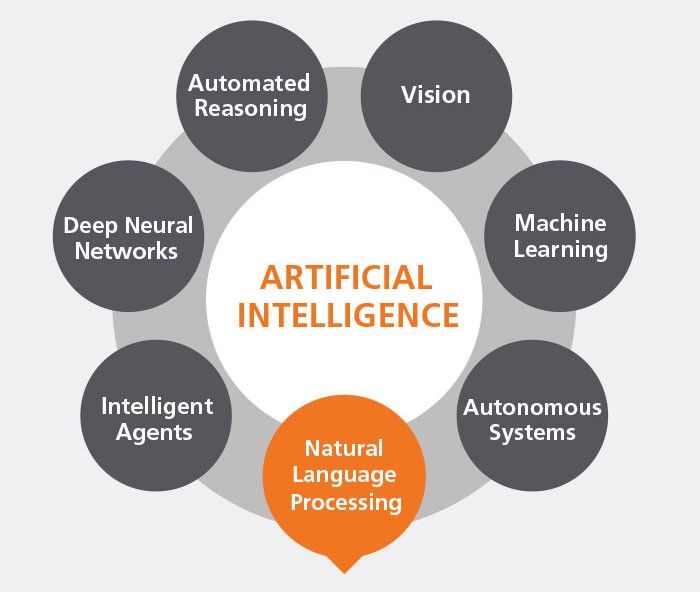 Automated
Reasoning
Vision
Deep Neural
Networks
Machine
Learning
ARTIFICIAL
INTELLIGENCE
Intelligent
Agents
Autonomous
Systems
Natural
Language
Processing